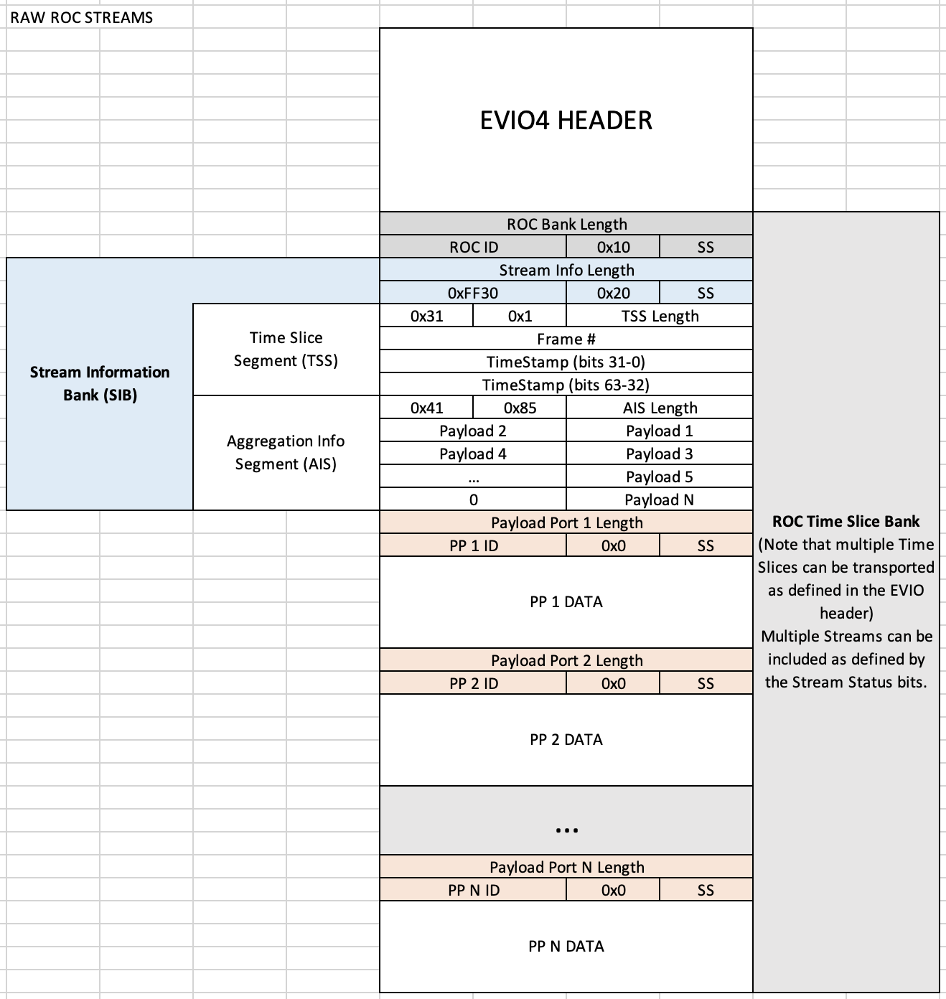 RAW ROC STREAMS
EVIO4 HEADER
ROC Bank Length
ROC ID 0x10 SS
Stream Info Length
0xFF30 0x20 SS
Stream Information
Bank (SIB)
Time Slice
Segment (TSS)
0x31 0x1 TSS Length
Frame #
TimeStamp (bits 31-0)
TimeStamp (bits 63-32)
Aggregation Info
Segment (AIS)
0x41 0x85 AIS Length
Payload 2 Payload 1
Payload 4 Payload 3
... Payload 5
0 Payload N
Payload Port 1 Length
PP 1 ID 0x0 SS
PP 1 DATA
Payload Port 2 Length
PP 2 ID 0x0 SS
PP 2 DATA
...
Payload Port N Length
PP N ID 0x0 SS
PP N DATA
ROC Time Slice Bank
(Note that multiple Time
Slices can be transported
as defined in the EVIO
header)
Multiple Streams can be
included as defined by
the Stream Status bits.